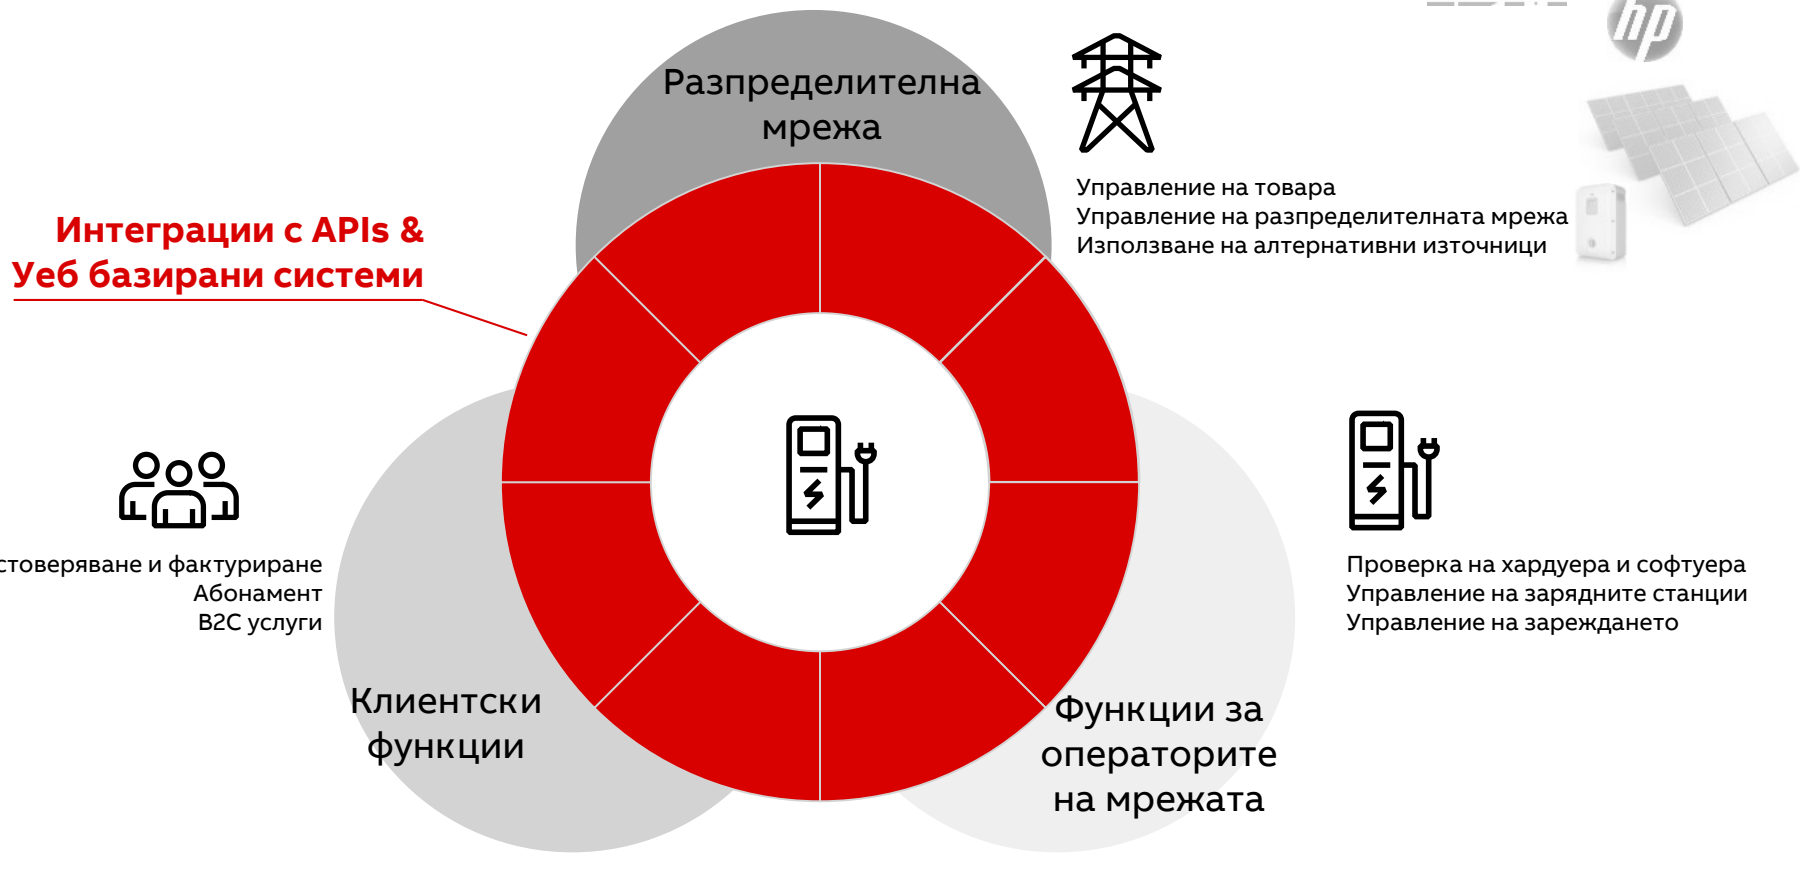 hp
Разпределителна
мрежа
Управление на товара
Управление на разпределителната мрежа
Използване на алтернативни източници
Интеграции с APIs &
Уеб базирани системи
и фактуриране
Абонамент
B2C услуги
Проверка на хардуера и софтуера
Управление на зарядните станции
Управление на зареждането
Клиентски
функции
Функции за
операторите
на мрежата